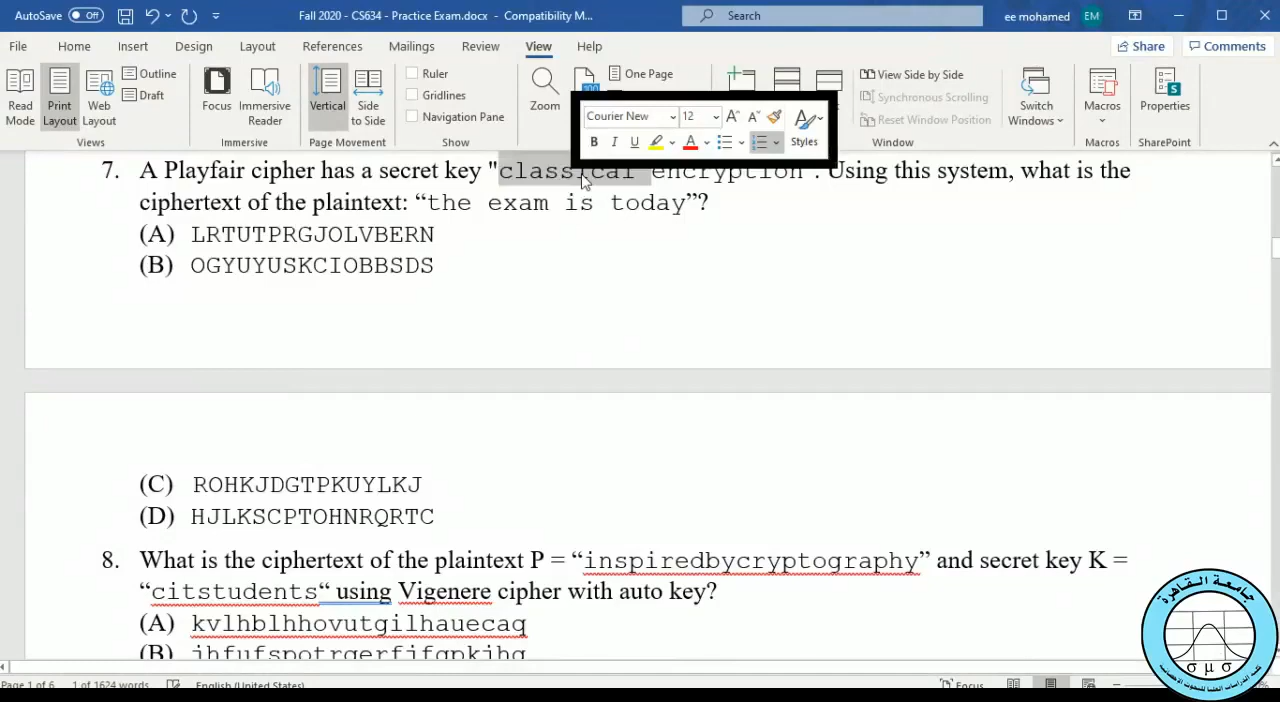 AutoSave Off Fall 2020 - CS634 - Practice Exam.docx - Compatibility M... Search ee mohamed EM
File Home Insert Design Layout References Mailings Review View Help Share Comments
Read Mode
Print Layout
Web Layout
Outline
Draft
Views
Focus
Immersive Reader
Immersive
Vertical
Side to Side
Page Movement
Ruler
Gridlines
Navigation Pane
Show
Zoom
100
One Page
Courier New 12
B I U A Styles
View Side by Side
Synchronous Scrolling
Reset Window Position
Window
Switch Windows
Macros
Macros
Properties
SharePoint
7. A Playfair cipher has a secret key "classical encryption". Using this system, what is the
ciphertext of the plaintext: “the exam is today”?
(A) LRTUTPRGJOLVBERN
(B) OGYUYUSKCIOBBSDS
(C) ROHKJDGTPKUYLKJ
(D) HJLKSCPTOHNRQRTC
8. What is the ciphertext of the plaintext P = “inspiredbycryptography” and secret key K =
“citstudents“ using Vigenere cipher with auto key?
(A) kvlhblhhovutgilhauecaq
(B) jhfufspotrgerfjfgpkjhg
Page 1 of 6 1 of 1624 words English (United States) Focus
جامعة القاهرة
σ μ σ